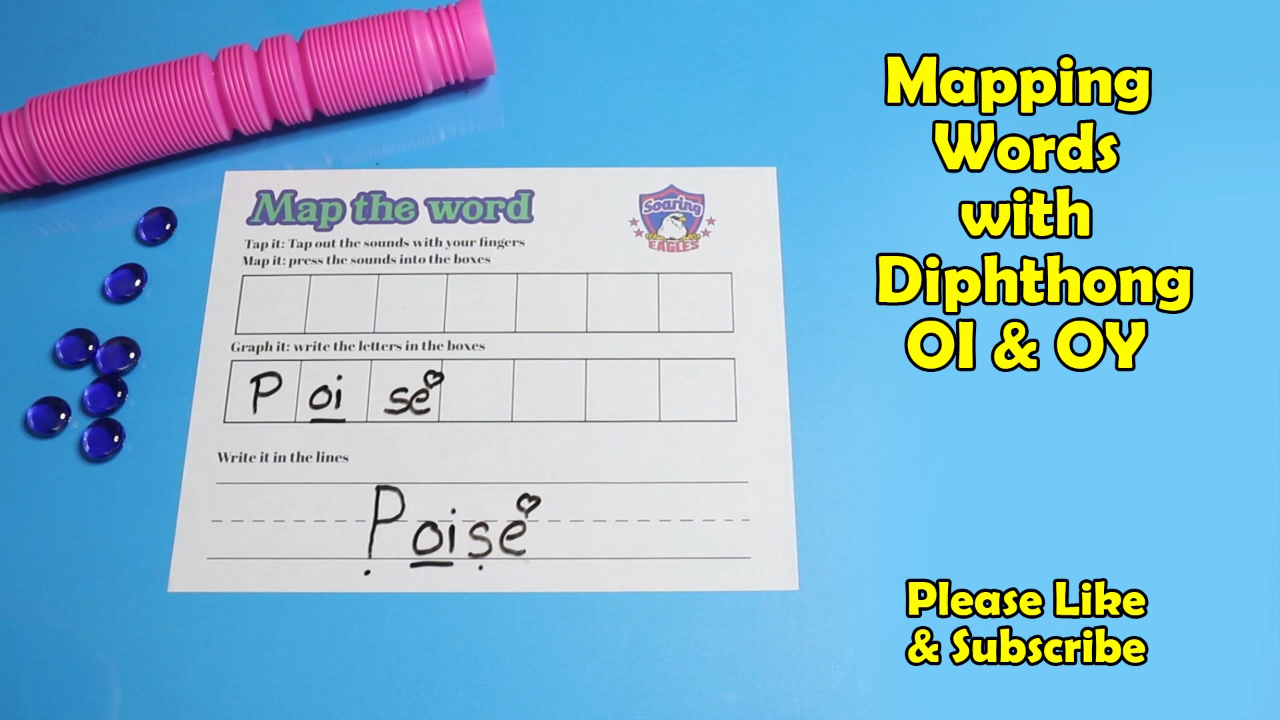 Mapping
Words
with
Diphthong
OI & OY
Map the word
Soaring
EAGLES
Tap it: Tap out the sounds with your fingers
Map it: press the sounds into the boxes
Graph it: write the letters in the boxes
P oi se
Write it in the lines
Poise
Please Like
& Subscribe